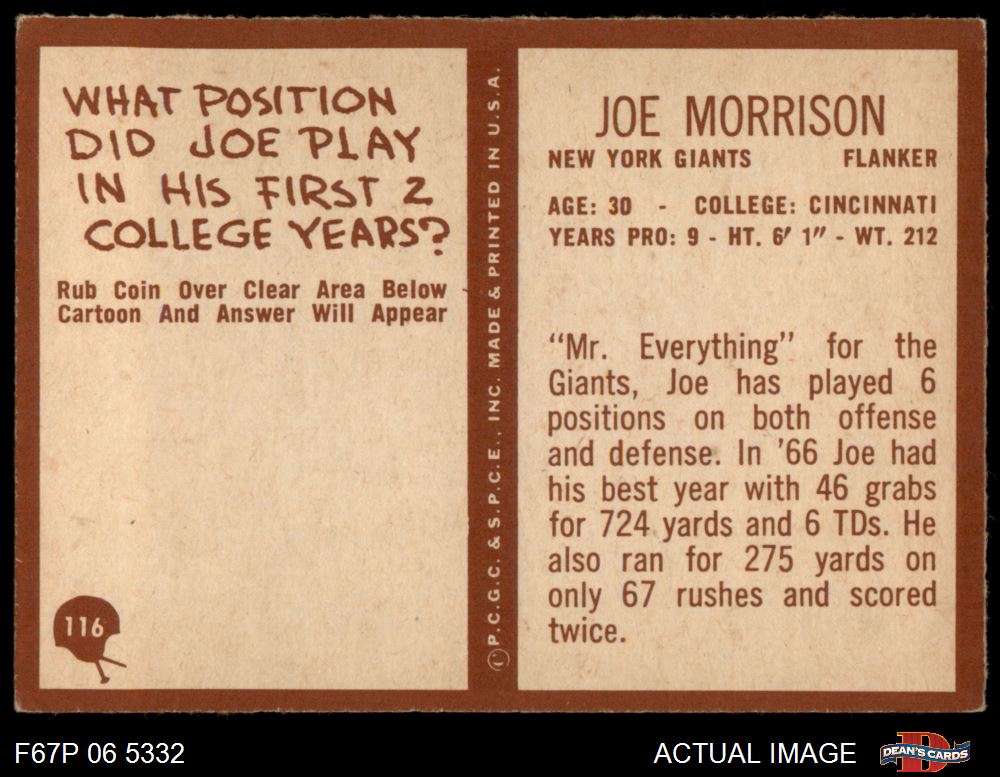 WHAT POSITION
DID JOE PLAY
IN HIS FIRST 2
COLLEGE YEARS?
Rub Coin Over Clear Area Below
Cartoon And Answer Will Appear
116
© P.C.G.C. & S.P.C.E., INC. MADE & PRINTED IN U.S.A.
JOE MORRISON
NEW YORK GIANTS FLANKER
AGE: 30 - COLLEGE: CINCINNATI
YEARS PRO: 9 - HT. 6' 1" - WT. 212
“Mr. Everything” for the
Giants, Joe has played 6
positions on both offense
and defense. In '66 Joe had
his best year with 46 grabs
for 724 yards and 6 TDs. He
also ran for 275 yards on
only 67 rushes and scored
twice.
F67P 06 5332
ACTUAL IMAGE
D
DEAN'S CARDS